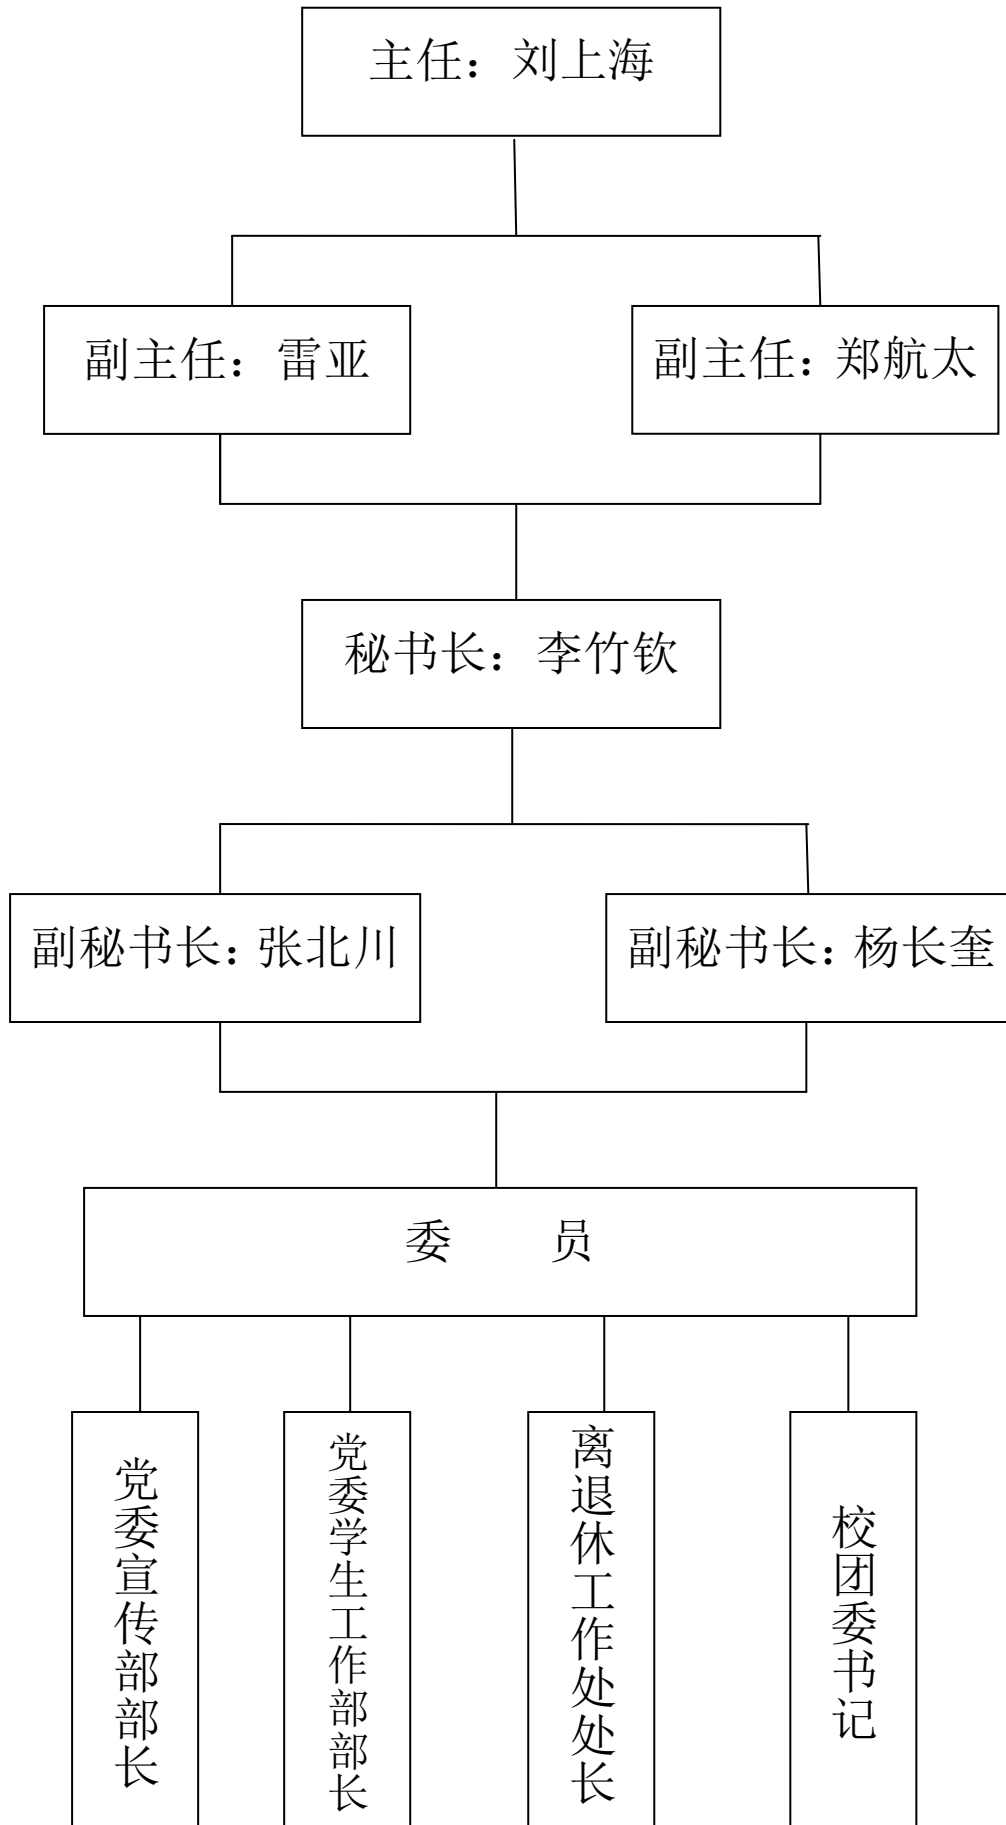 主任：刘上海
副主任：雷亚
副主任：郑航太
秘书长：李竹钦
副秘书长：张北川
副秘书长：杨长奎
委 员
党委宣传部部长
党委学生工作部部长
离退休工作处处长
校团委书记